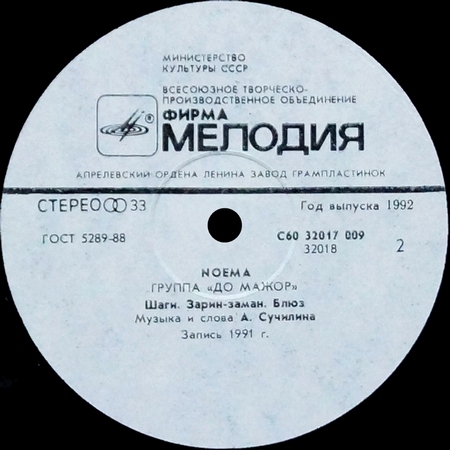 МИНИСТЕРСТВО
КУЛЬТУРЫ СССР
ВСЕСОЮЗНОЕ ТВОРЧЕСКО-
ПРОИЗВОДСТВЕННОЕ ОБЪЕДИНЕНИЕ
®
ФИРМА
МЕЛОДИЯ
АПРЕЛЕВСКИЙ ОРДЕНА ЛЕНИНА ЗАВОД ГРАМПЛАСТИНОК
СТЕРЕО 33
Год выпуска 1992
ГОСТ 5289-88
С60 32017 009
32018
2
NOEMA
ГРУППА «ДО МАЖОР»
Шаги. Зарин-заман. Блюз
Музыка и слова А. Сучилина
Запись 1991 г.